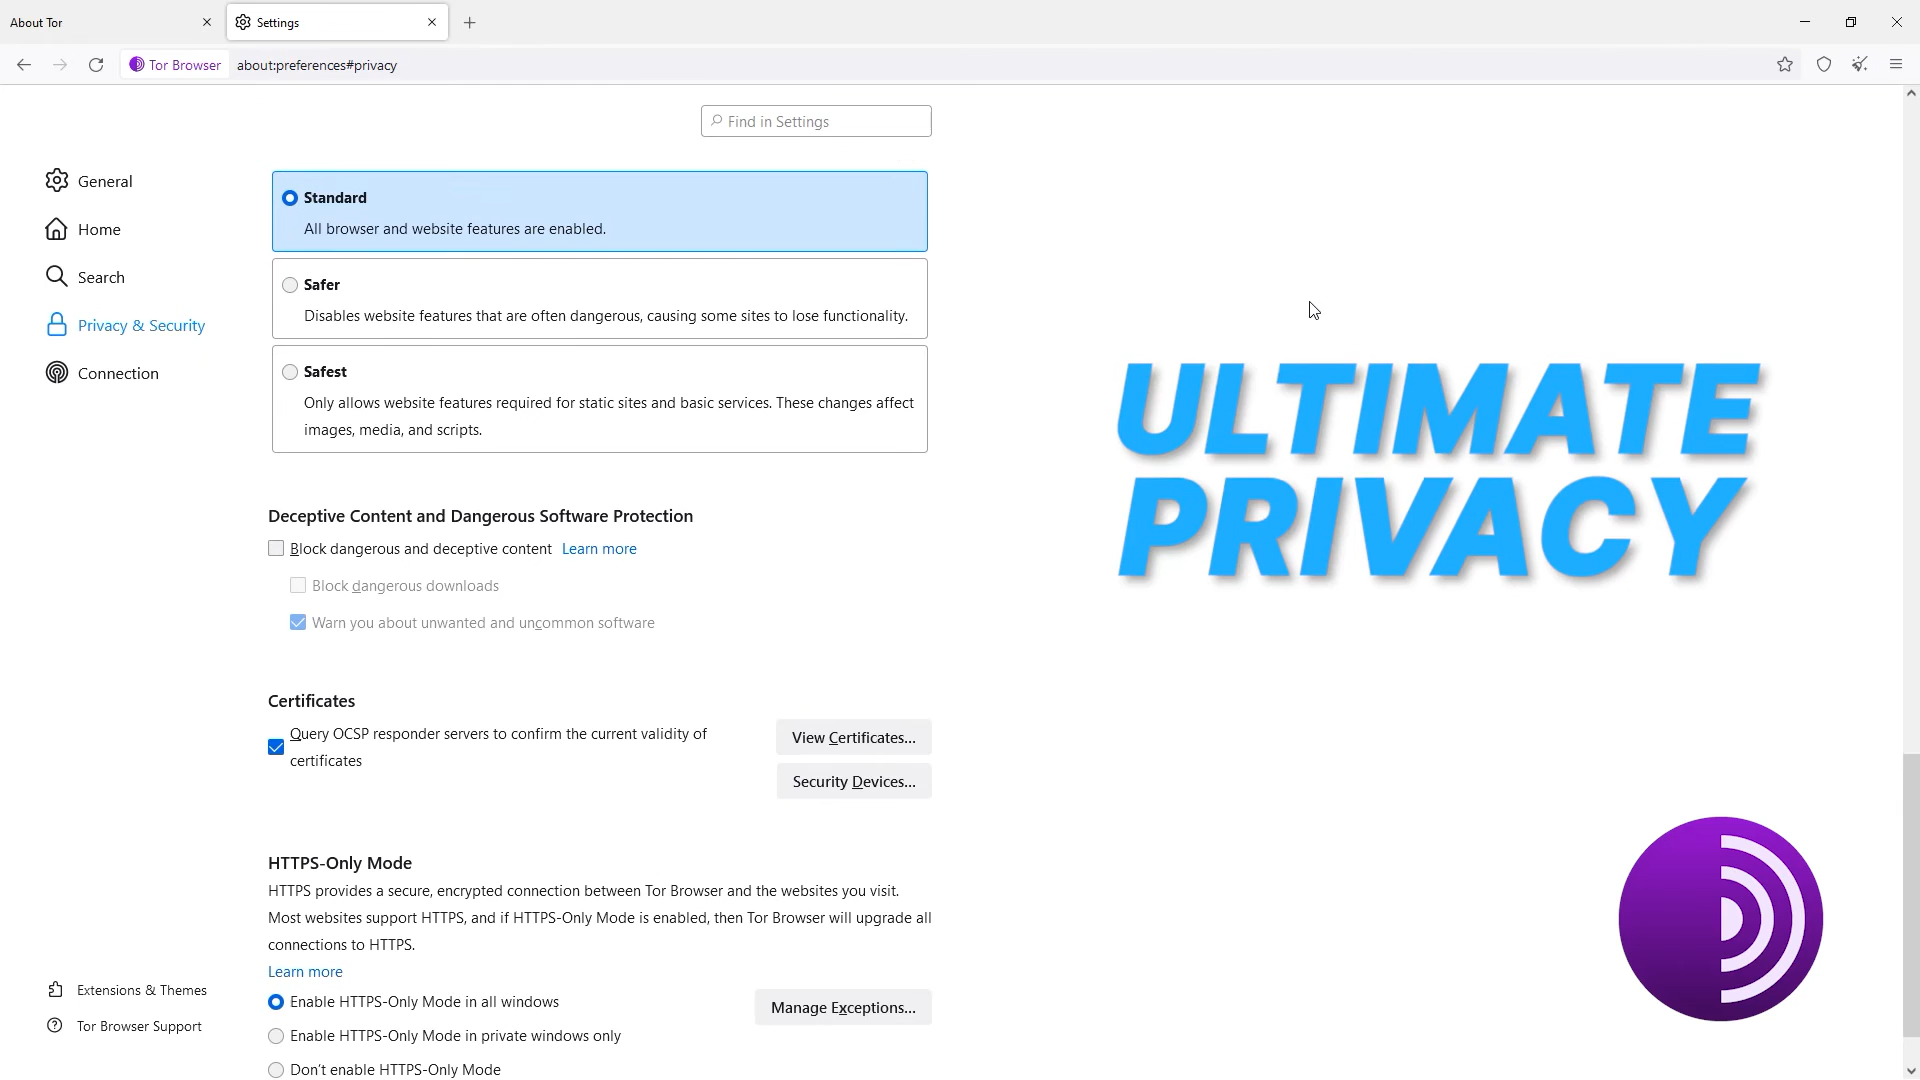 About Tor
Settings
Tor Browser
about:preferences#privacy
Find in Settings
General
Home
Search
Privacy & Security
Connection
Standard
All browser and website features are enabled.
Safer
Disables website features that are often dangerous, causing some sites to lose functionality.
Safest
Only allows website features required for static sites and basic services. These changes affect
images, media, and scripts.
Deceptive Content and Dangerous Software Protection
Block dangerous and deceptive content Learn more
Block dangerous downloads
Warn you about unwanted and uncommon software
Certificates
Query OCSP responder servers to confirm the current validity of
certificates
View Certificates...
Security Devices...
HTTPS-Only Mode
HTTPS provides a secure, encrypted connection between Tor Browser and the websites you visit.
Most websites support HTTPS, and if HTTPS-Only Mode is enabled, then Tor Browser will upgrade all
connections to HTTPS.
Learn more
Enable HTTPS-Only Mode in all windows
Manage Exceptions...
Enable HTTPS-Only Mode in private windows only
Don't enable HTTPS-Only Mode
Extensions & Themes
Tor Browser Support
ULTIMATE
PRIVACY